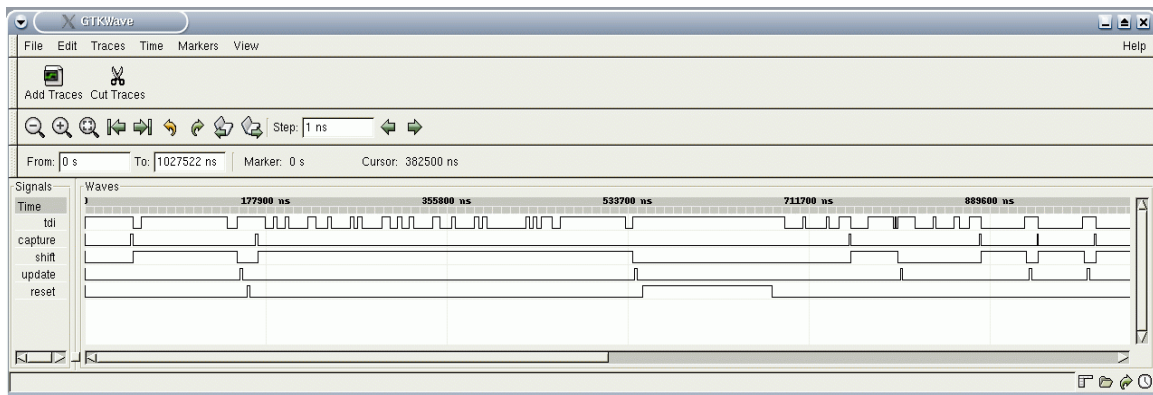 GTKWave
File Edit Traces Time Markers View Help
Add Traces Cut Traces
Step: 1 ns
From: 0 s To: 1027522 ns Marker: 0 s Cursor: 382500 ns
Signals Waves
Time 177900 ns 355800 ns 533700 ns 711700 ns 889600 ns
tdi
capture
shift
update
reset